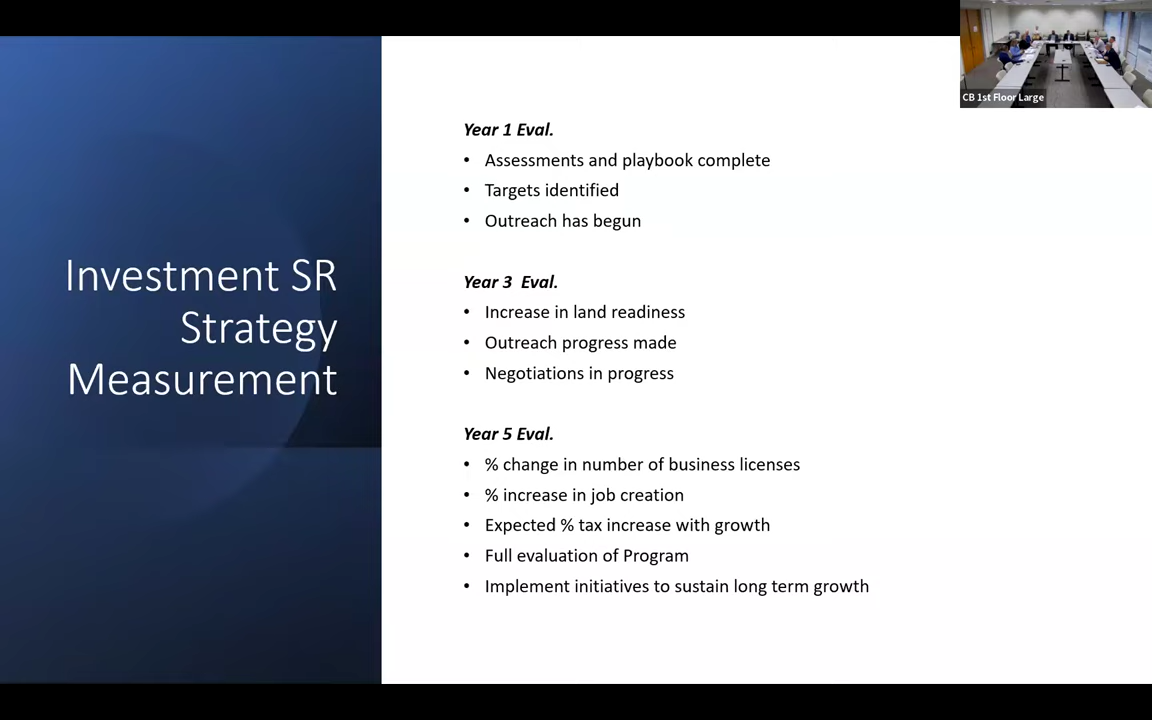 CB 1st Floor Large
Investment SR
Strategy
Measurement
Year 1 Eval.
• Assessments and playbook complete
• Targets identified
• Outreach has begun
Year 3  Eval.
• Increase in land readiness
• Outreach progress made
• Negotiations in progress
Year 5 Eval.
• % change in number of business licenses
• % increase in job creation
• Expected % tax increase with growth
• Full evaluation of Program
• Implement initiatives to sustain long term growth